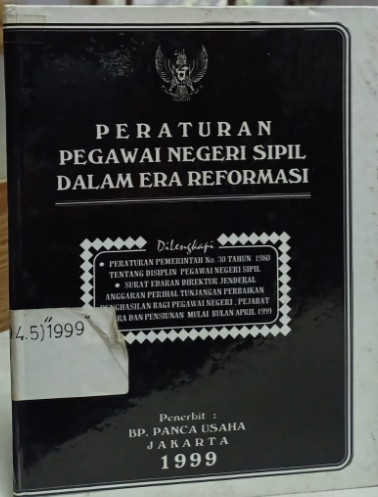 PERATURAN
PEGAWAI NEGERI SIPIL
DALAM ERA REFORMASI
DiLengkapi
• PERATURAN PEMERINTAH No. 30 TAHUN 1980
TENTANG DISIPLIN PEGAWAI NEGERI SIPIL
• SURAT EDARAN DIREKTUR JENDERAL
ANGGARAN PERIHAL TUNJANGAN PERBAIKAN
PENGHASILAN BAGI PEGAWAI NEGERI, PEJABAT
DAN PENSIUNAN MULAI BULAN APRIL 1999
4.5)"1999"
Penerbit :
BP. PANCA USAHA
JAKARTA
1999